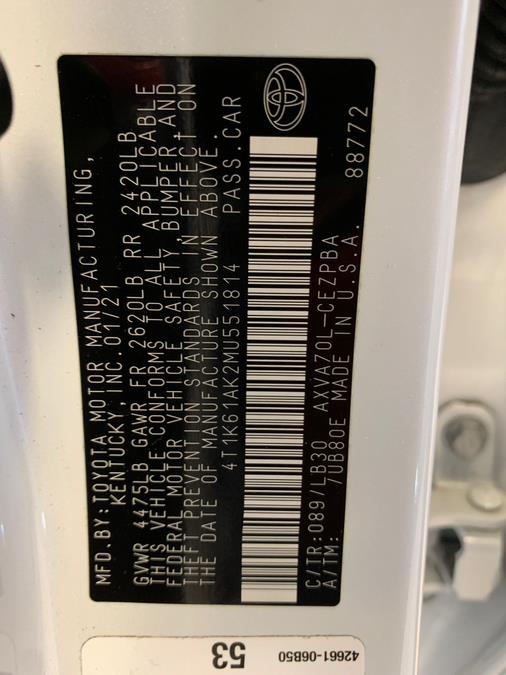 MFD.BY:TOYOTA MOTOR MANUFACTURING,
KENTUCKY, INC.01/21
GVWR 4475LB GAWR FR 2620LB RR 2420LB
THIS VEHICLE CONFORMS TO ALL APPLICABLE
FEDERAL MOTOR VEHICLE SAFETY, BUMPER AND
THEFT PREVENTION STANDARDS IN EFFECT ON
THE DATE OF MANUFACTURE SHOWN ABOVE.
4T1K61AK2MU551814 PASS.CAR
C/TR:089/LB30 AXVA70L-CEZPBA
A/TM: 7UB80E MADE IN U.S.A. 88772
53
42661-06B50